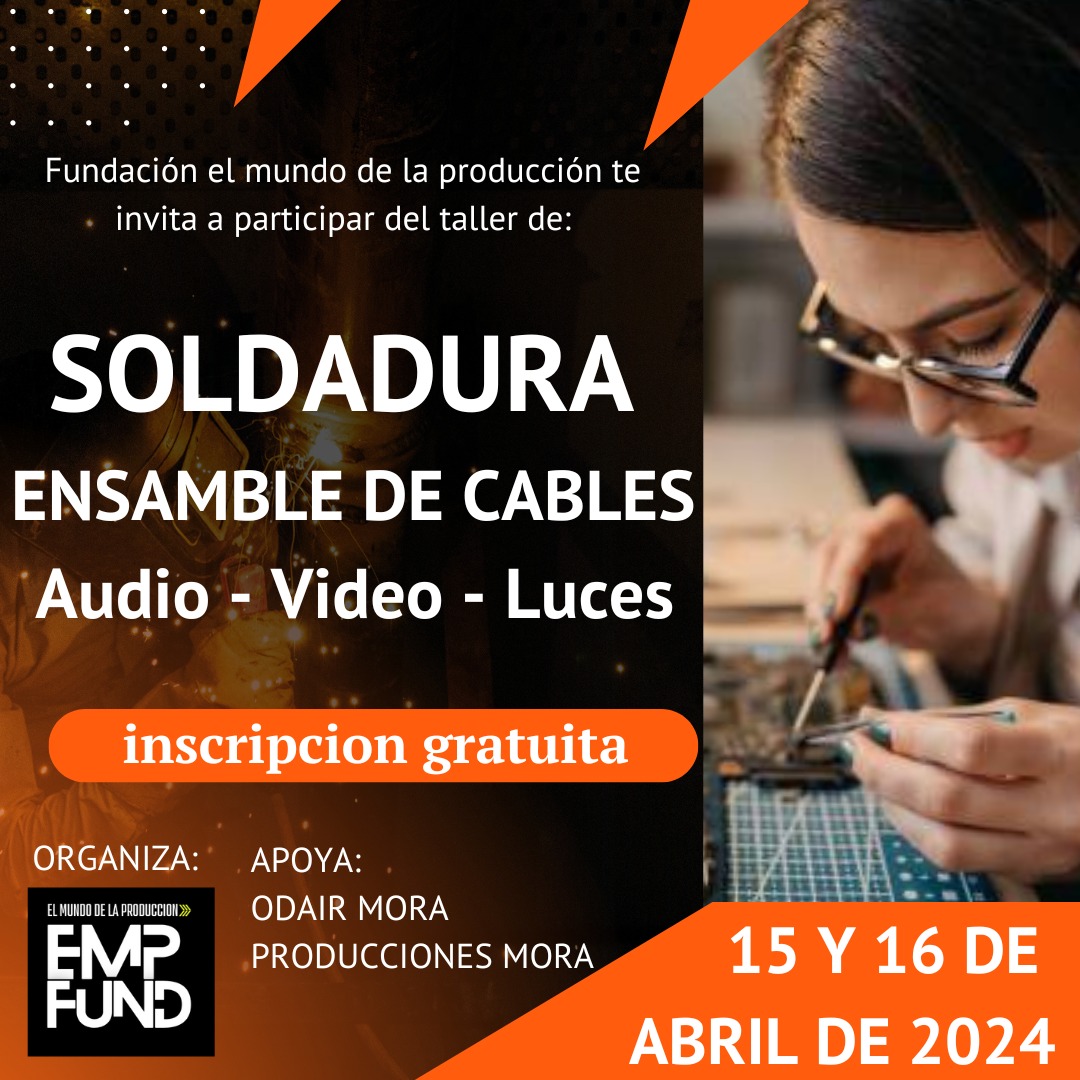 Fundación el mundo de la producción te
invita a participar del taller de:
SOLDADURA
ENSAMBLE DE CABLES
Audio - Video - Luces
inscripcion gratuita
ORGANIZA:
EL MUNDO DE LA PRODUCCION
EMP
FUND
APOYA:
ODAIR MORA
PRODUCCIONES MORA
15 Y 16 DE
ABRIL DE 2024